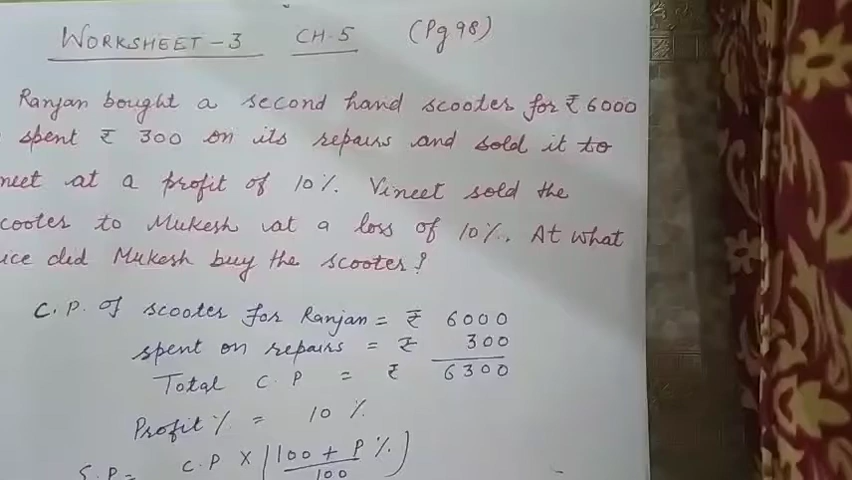 WORKSHEET-3 CH.5 (Pg 98)
Ranjan bought a second hand scooter for ₹ 6000
spent ₹ 300 on its repairs and sold it to
neet at a profit of 10%. Vineet sold the
cooter to Mukesh at a loss of 10%. At what
ice did Mukesh buy the scooter?
C.P. of scooter for Ranjan = ₹ 6000
spent on repairs = ₹ 300
Total C.P = ₹ 6300
Profit % = 10 %
S.P = C.P × (100 + P%/100)